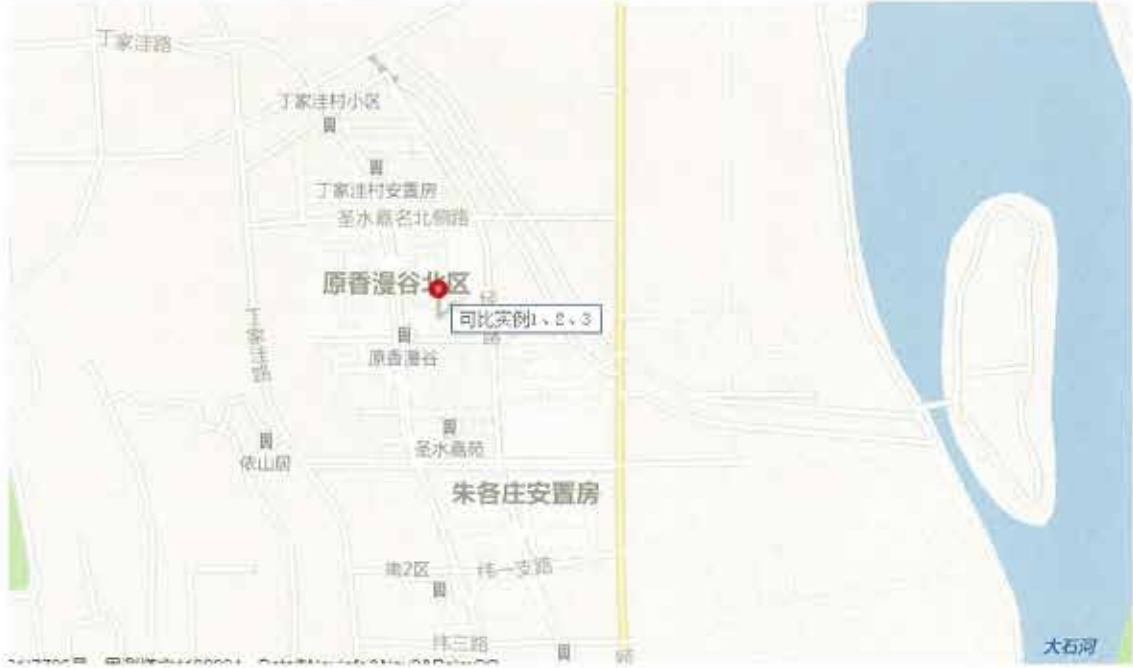 丁家洼路
丁家洼村小区
丁家洼村安置房
圣水嘉名北侧路
原香漫谷北区
可比实例1、2、3
丁家洼路
原香漫谷
圣水嘉苑
依山居
朱各庄安置房
南2区
纬一支路
纬三路
大石河